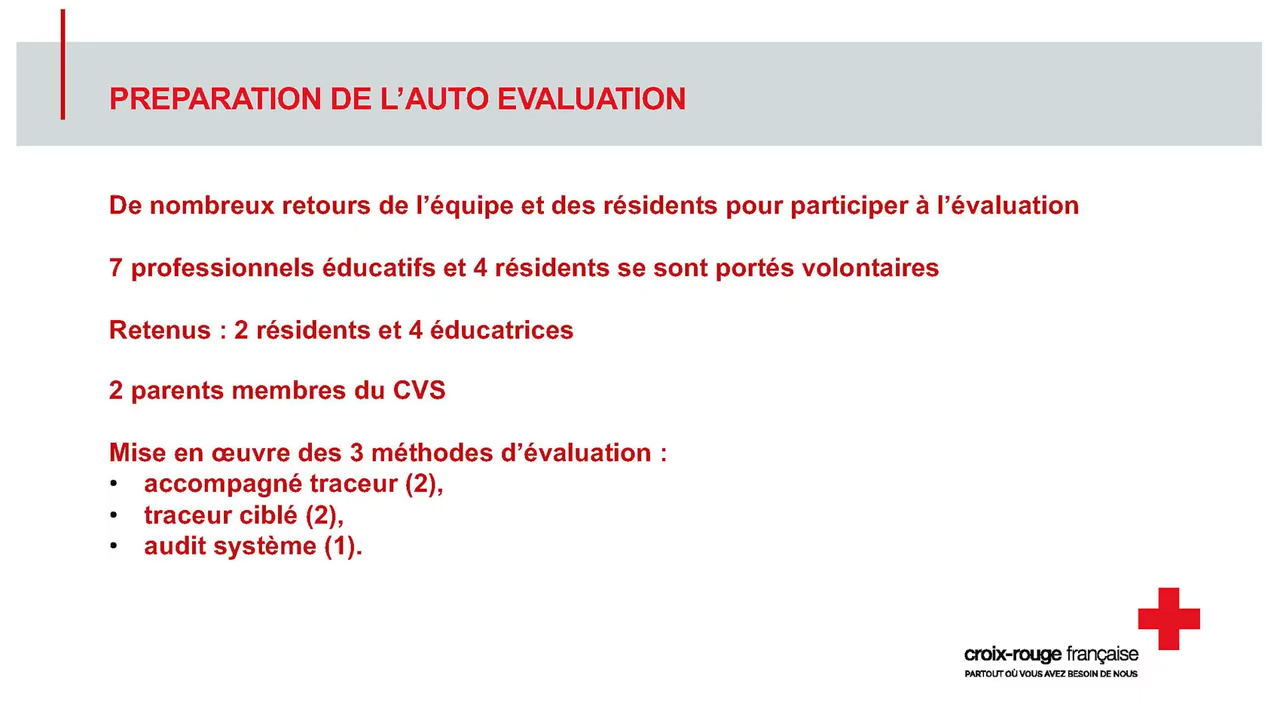 PREPARATION DE L’AUTO EVALUATION
De nombreux retours de l’équipe et des résidents pour participer à l’évaluation
7 professionnels éducatifs et 4 résidents se sont portés volontaires
Retenus : 2 résidents et 4 éducatrices
2 parents membres du CVS
Mise en œuvre des 3 méthodes d’évaluation :
• accompagné traceur (2),
• traceur ciblé (2),
• audit système (1).
croix-rouge française
PARTOUT OÙ VOUS AVEZ BESOIN DE NOUS